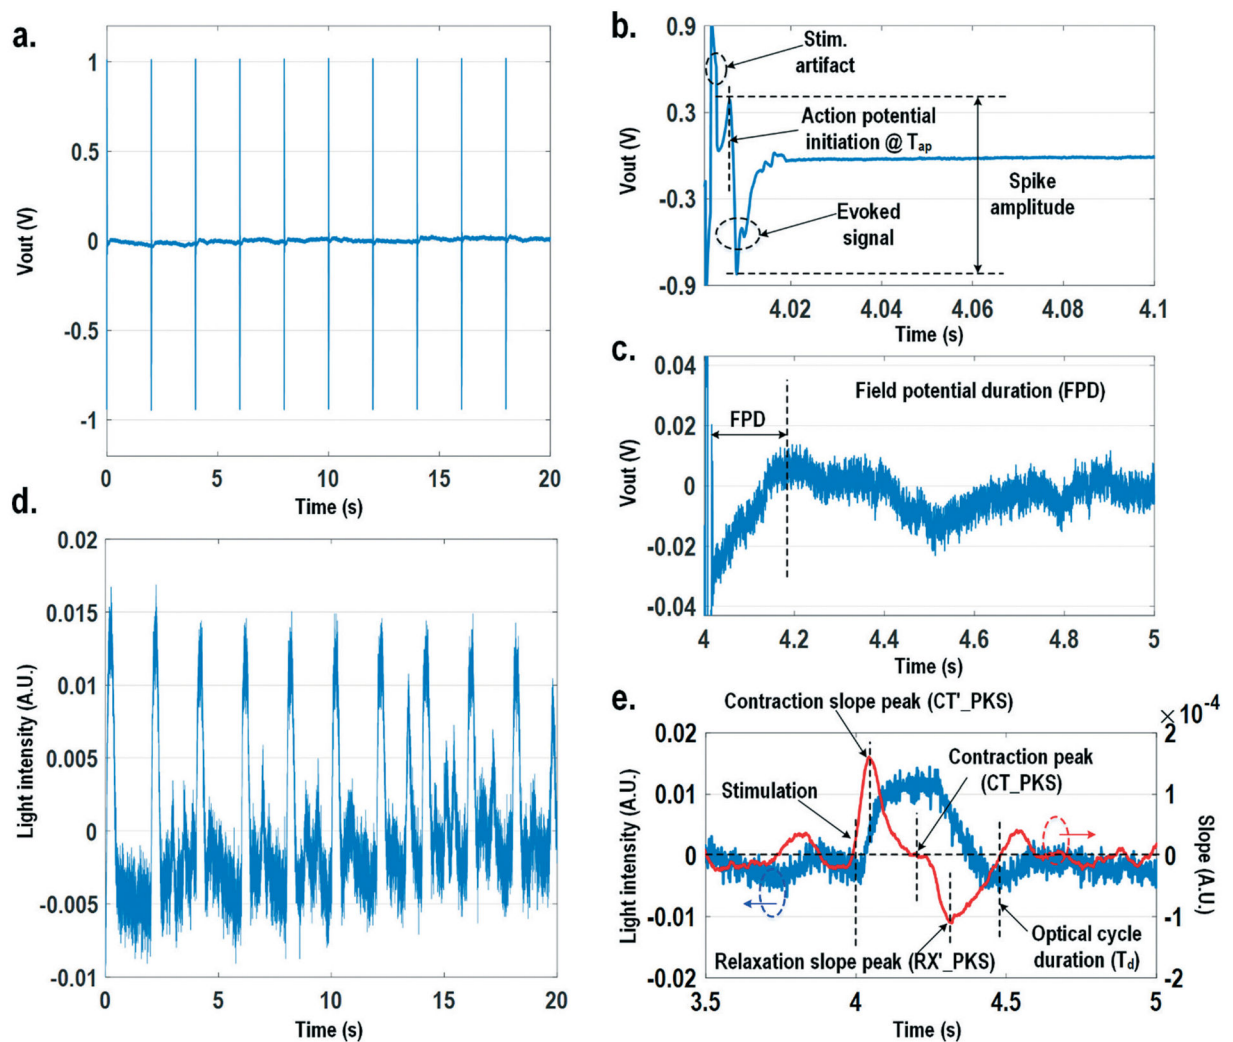 a.
1
0.5
0
-0.5
-1
Vout (V)
0
5
10
15
20
Time (s)
b.
0.9
0.3
-0.3
-0.9
Vout (V)
Stim.
artifact
Action potential
initiation @ Tap
Evoked
signal
Spike
amplitude
4.02
4.04
4.06
4.08
4.1
Time (s)
c.
0.04
0.02
0
-0.02
-0.04
Vout (V)
FPD
Field potential duration (FPD)
4
4.2
4.4
4.6
4.8
5
Time (s)
d.
0.02
0.015
0.01
0.005
0
-0.005
-0.01
Light intensity (A.U.)
0
5
10
15
20
Time (s)
e.
Contraction slope peak (CT'_PKS)
× 10-4
0.02
0.01
0
-0.01
-0.02
Light intensity (A.U.)
Stimulation
Contraction peak
(CT_PKS)
Relaxation slope peak (RX'_PKS)
Optical cycle
duration (Td)
2
1
0
-1
-2
Slope (A.U.)
3.5
4
4.5
5
Time (s)